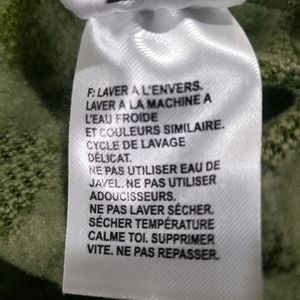 F: LAVER A L'ENVERS.
LAVER A LA MACHINE A
L'EAU FROIDE
ET COULEURS SIMILAIRE.
CYCLE DE LAVAGE
DÉLICAT.
NE PAS UTILISER EAU DE
JAVEL. NE PAS UTILISER
ADOUCISSEURS.
NE PAS LAVER SÉCHER.
SÉCHER TEMPÉRATURE
CALME TOI. SUPPRIMER
VITE. NE PAS REPASSER.